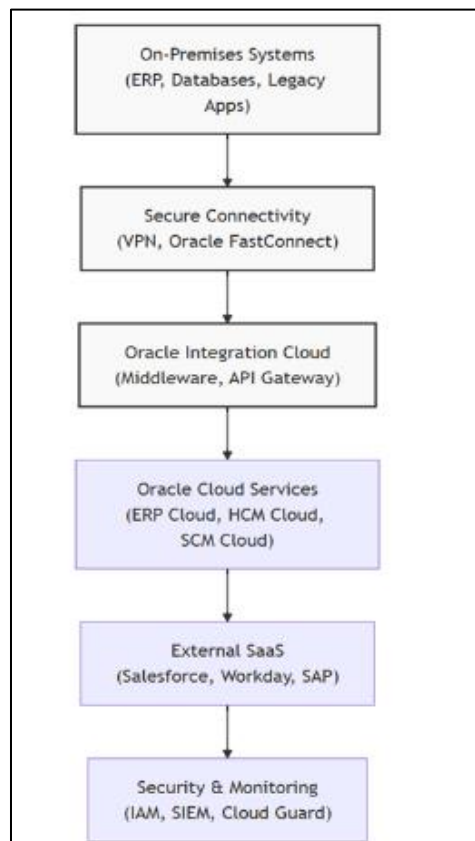 On-Premises Systems
(ERP, Databases, Legacy
Apps)
Secure Connectivity
(VPN, Oracle FastConnect)
Oracle Integration Cloud
(Middleware, API Gateway)
Oracle Cloud Services
(ERP Cloud, HCM Cloud,
SCM Cloud)
External SaaS
(Salesforce, Workday, SAP)
Security & Monitoring
(IAM, SIEM, Cloud Guard)